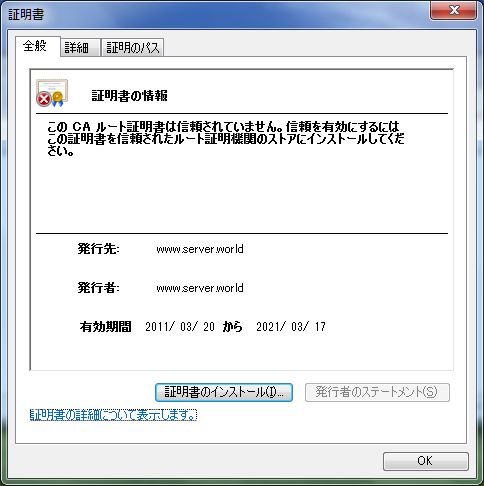 証明書
全般 詳細 証明のパス
証明書の情報
この CA ルート証明書は信頼されていません。信頼を有効にするには
この証明書を信頼されたルート証明機関のストアにインストールしてくだ
さい。
発行先: www.server.world
発行者: www.server.world
有効期間 2011/ 03/ 20 から 2021/ 03/ 17
証明書のインストール(I)... 発行者のステートメント(S)
証明書の詳細について表示します。
OK